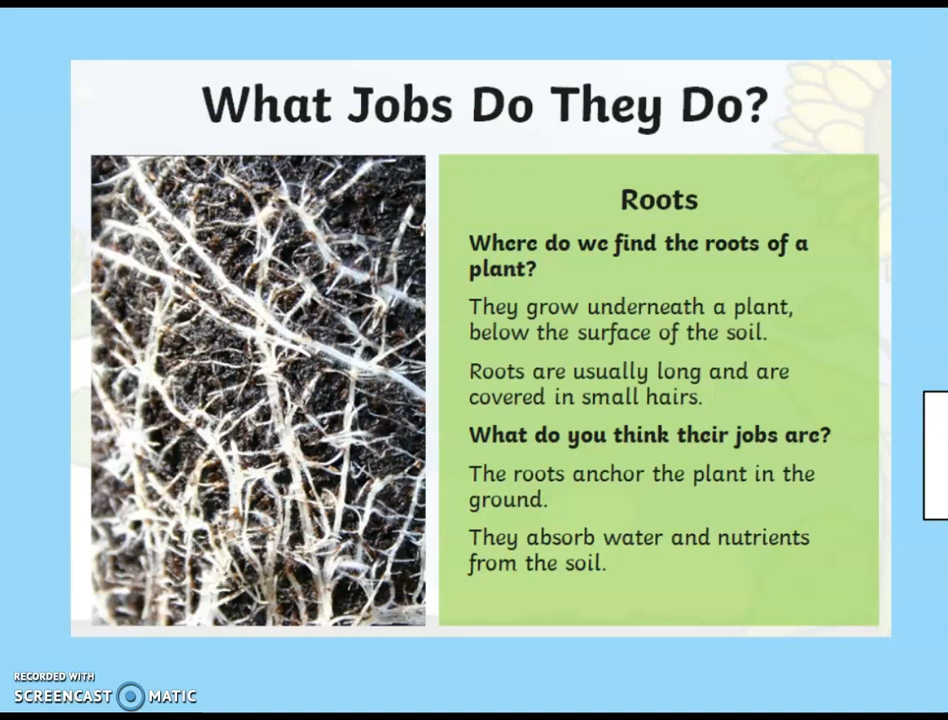 What Jobs Do They Do?
Roots
Where do we find the roots of a
plant?
They grow underneath a plant,
below the surface of the soil.
Roots are usually long and are
covered in small hairs.
What do you think their jobs are?
The roots anchor the plant in the
ground.
They absorb water and nutrients
from the soil.
RECORDED WITH
SCREENCAST MATIC